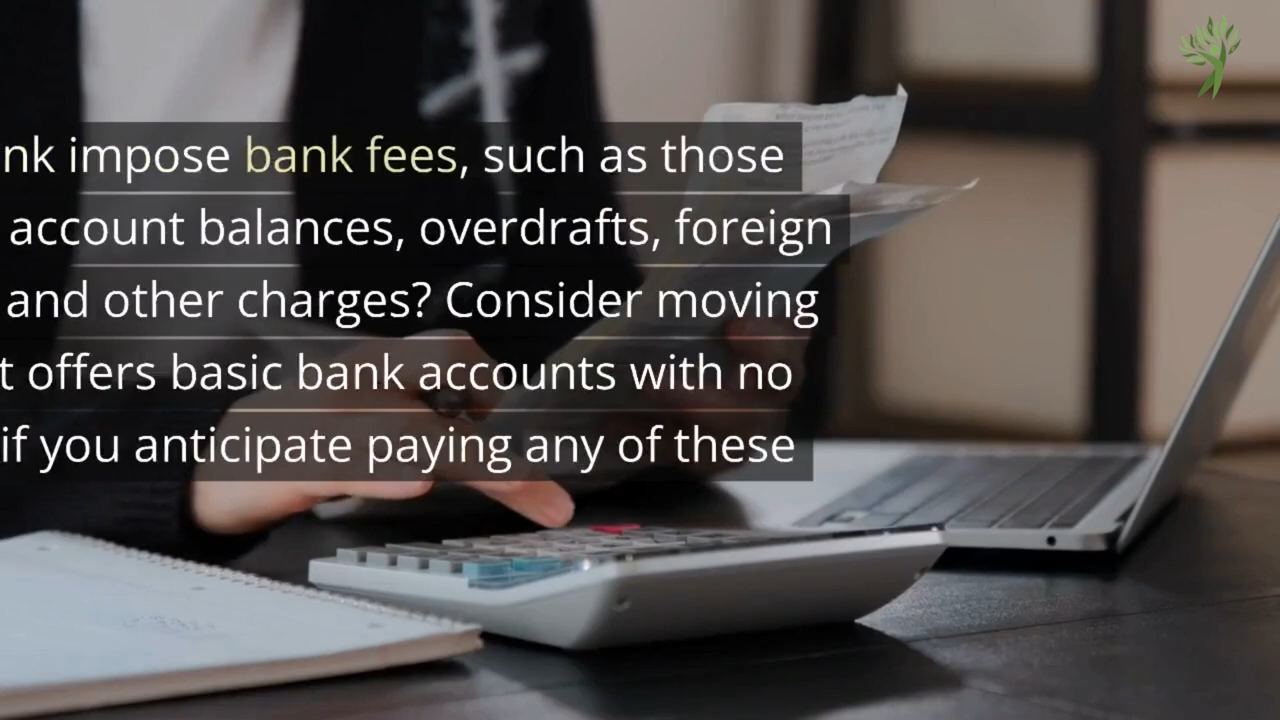 nk impose bank fees, such as those
account balances, overdrafts, foreign
and other charges? Consider moving
t offers basic bank accounts with no
if you anticipate paying any of these